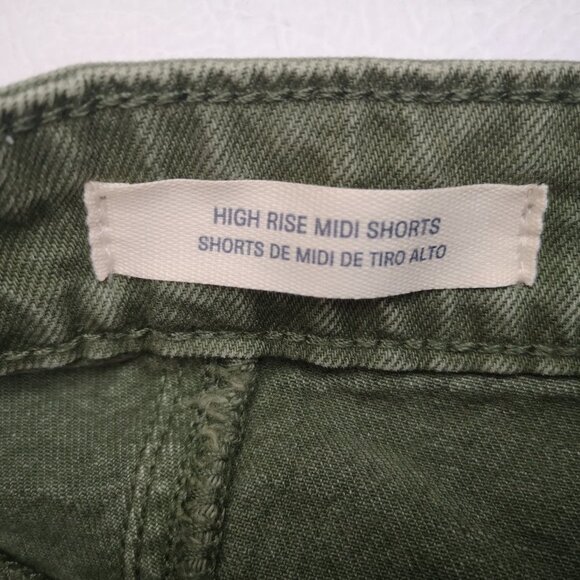 HIGH RISE MIDI SHORTS
SHORTS DE MIDI DE TIRO ALTO